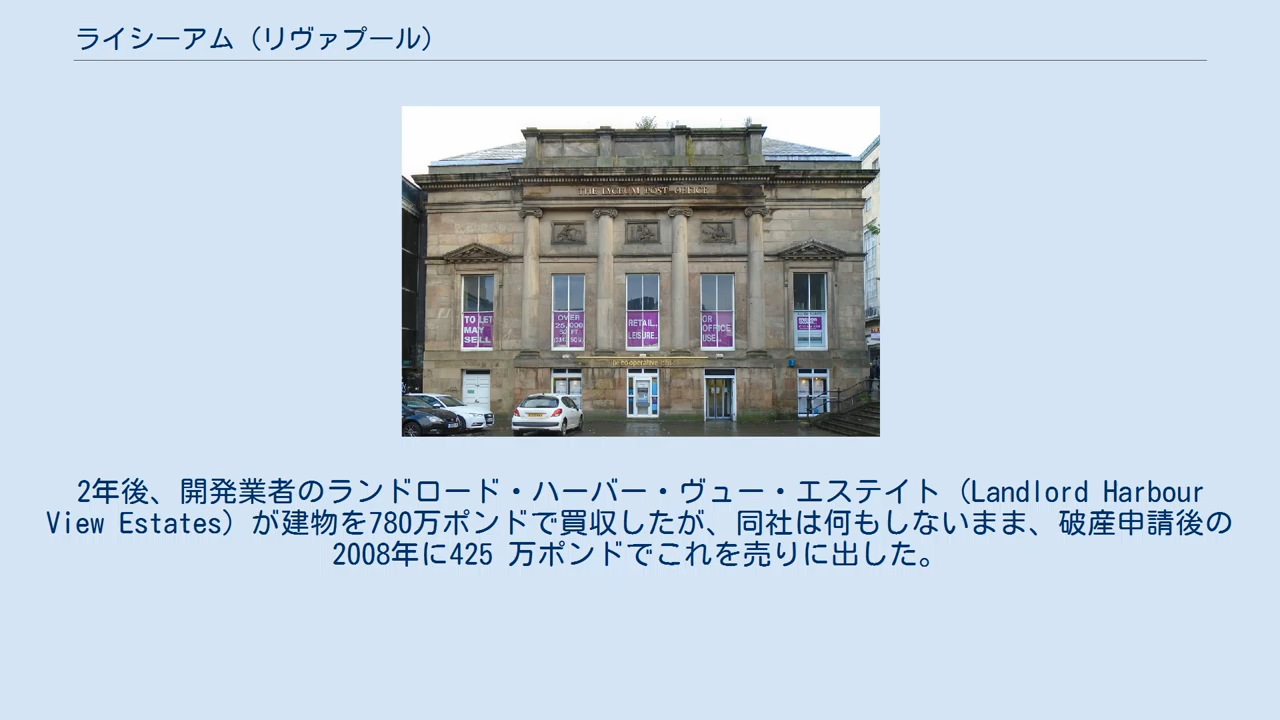 ライシーアム（リヴァプール）
THE LYCEUM POST OFFICE
TO LET
MAY
SELL
OVER
25,000
SQ FT
RETAIL.
LEISURE.
OR
OFFICE
USE.
2年後、開発業者のランドロード・ハーバー・ヴュー・エステイト（Landlord Harbour
View Estates）が建物を780万ポンドで買収したが、同社は何もしないまま、破産申請後の
2008年に425 万ポンドでこれを売りに出した。